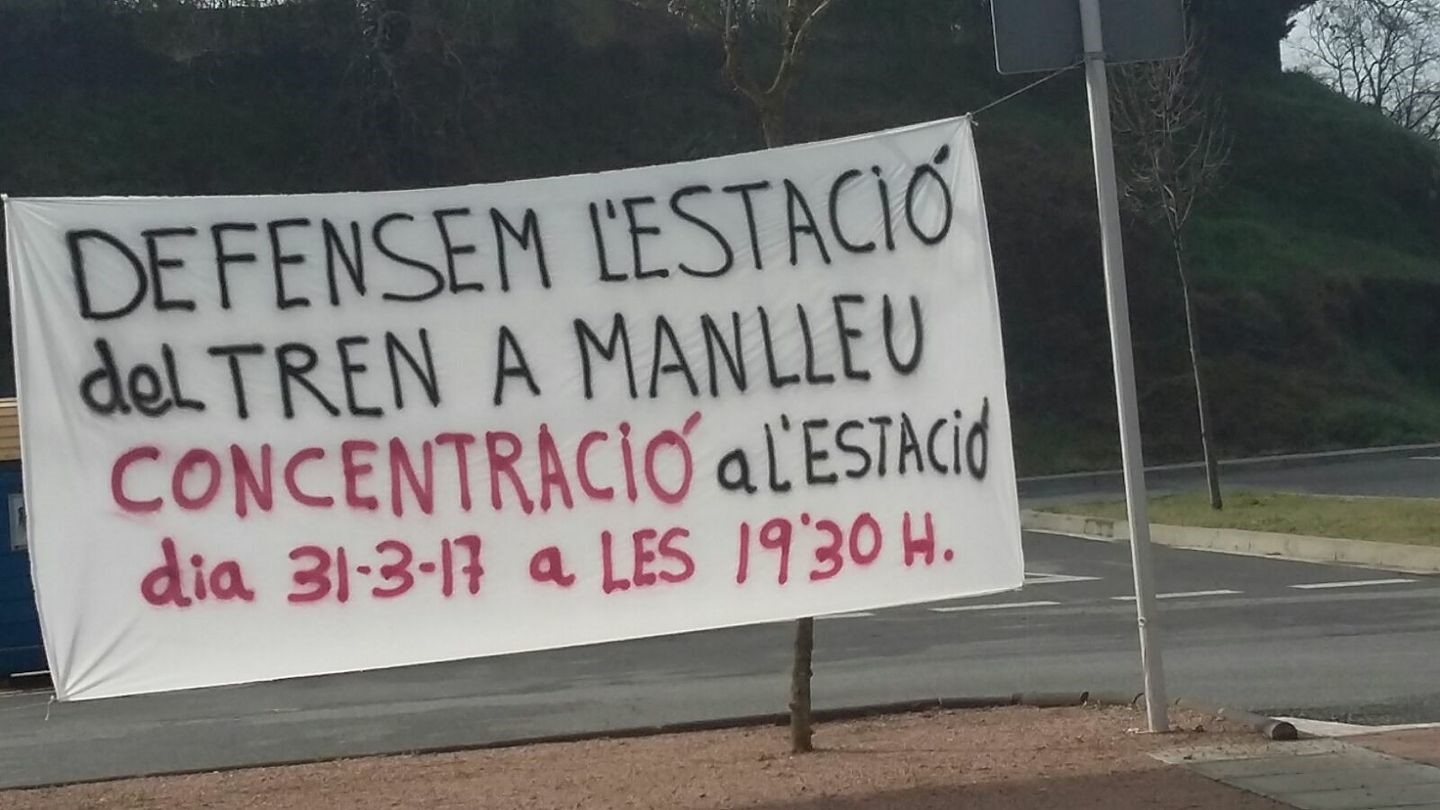 DEFENSEM L'ESTACIÓ
del TREN A MANLLEU
CONCENTRACIÓ a L'ESTACIÓ
dia 31-3-17 a LES 19'30 H.